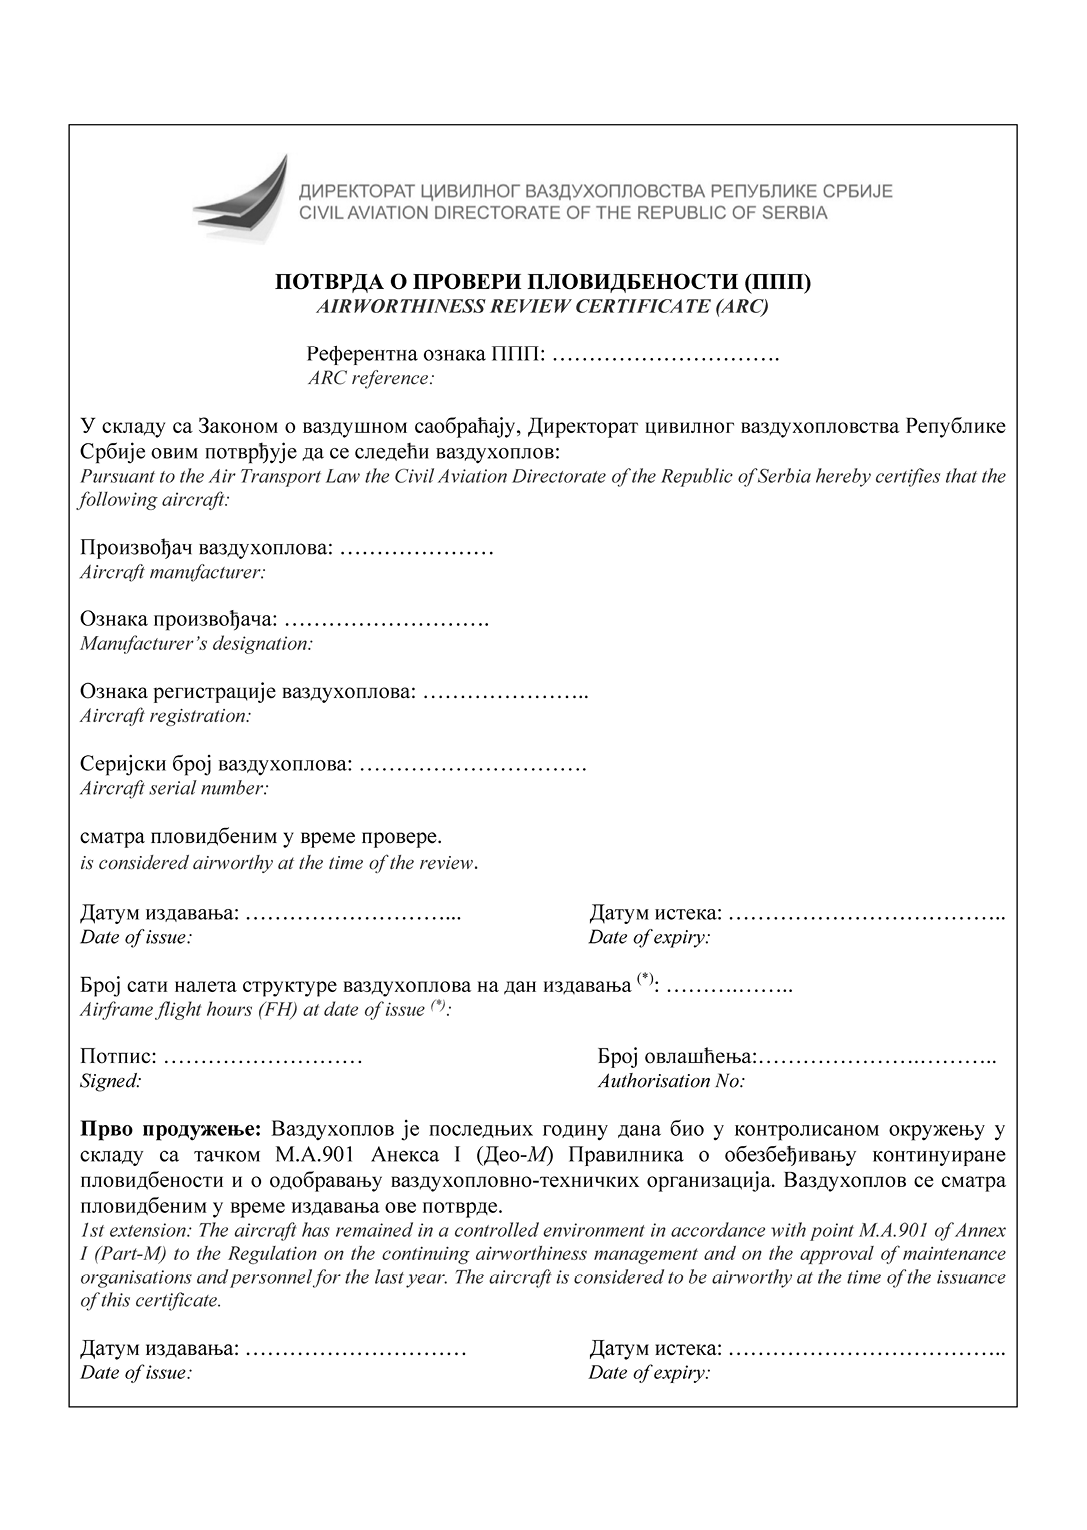 ДИРЕКТОРАТ ЦИВИЛНОГ ВАЗДУХОПЛОВСТВА РЕПУБЛИКЕ СРБИЈЕ
CIVIL AVIATION DIRECTORATE OF THE REPUBLIC OF SERBIA
ПОТВРДА О ПРОВЕРИ ПЛОВИДБЕНОСТИ (ППП)
AIRWORTHINESS REVIEW CERTIFICATE (ARC)
Референтна ознака ППП: ………………………….
ARC reference:
У складу са Законом о ваздушном саобраћају, Директорат цивилног ваздухопловства Републике
Србије овим потврђује да се следећи ваздухоплов:
Pursuant to the Air Transport Law the Civil Aviation Directorate of the Republic of Serbia hereby certifies that the
following aircraft:
Произвођач ваздухоплова: …………………
Aircraft manufacturer:
Ознака произвођача: ……………………….
Manufacturer’s designation:
Ознака регистрације ваздухоплова: …………………..
Aircraft registration:
Серијски број ваздухоплова: ………………………….
Aircraft serial number:
сматра пловидбеним у време провере.
is considered airworthy at the time of the review.
Датум издавања: ………………………... Датум истека: ………………………………..
Date of issue: Date of expiry:
Број сати налета структуре ваздухоплова на дан издавања (*): ……….……..
Airframe flight hours (FH) at date of issue (*):
Потпис: ……………………… Број овлашћења:………………….………..
Signed: Authorisation No:
Прво продужење: Ваздухоплов је последњих годину дана био у контролисаном окружењу у
складу са тачком М.А.901 Анекса I (Део-М) Правилника о обезбеђивању континуиране
пловидбености и о одобравању ваздухопловно-техничких организација. Ваздухоплов се сматра
пловидбеним у време издавања ове потврде.
1st extension: The aircraft has remained in a controlled environment in accordance with point M.A.901 of Annex
I (Part-M) to the Regulation on the continuing airworthiness management and on the approval of maintenance
organisations and personnel for the last year. The aircraft is considered to be airworthy at the time of the issuance
of this certificate.
Датум издавања: ………………………… Датум истека: ………………………………..
Date of issue: Date of expiry: